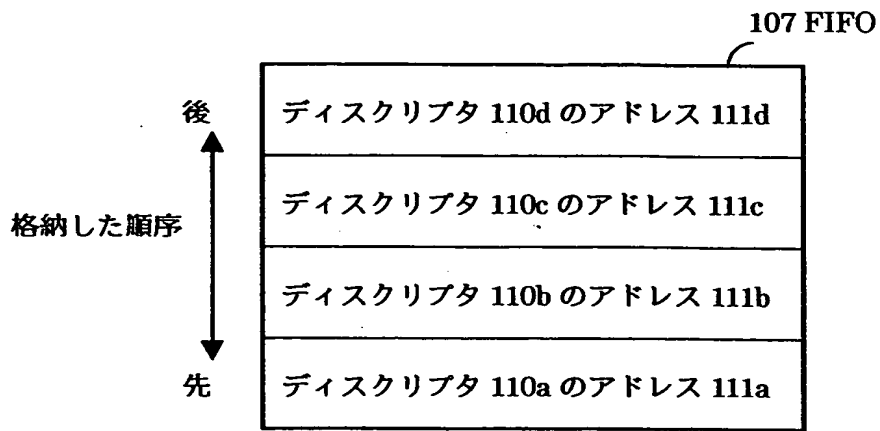 107 FIFO
後
ディスクリプタ 110d のアドレス 111d
ディスクリプタ 110c のアドレス 111c
格納した順序
ディスクリプタ 110b のアドレス 111b
先
ディスクリプタ 110a のアドレス 111a